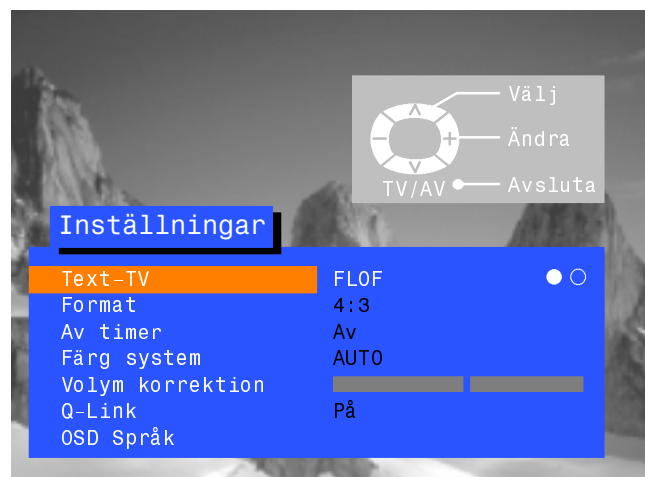 Välj
Ändra
TV/AV Avsluta
Inställningar
Text-TV FLOF
Format 4:3
Av timer Av
Färg system AUTO
Volym korrektion
Q-Link På
OSD Språk